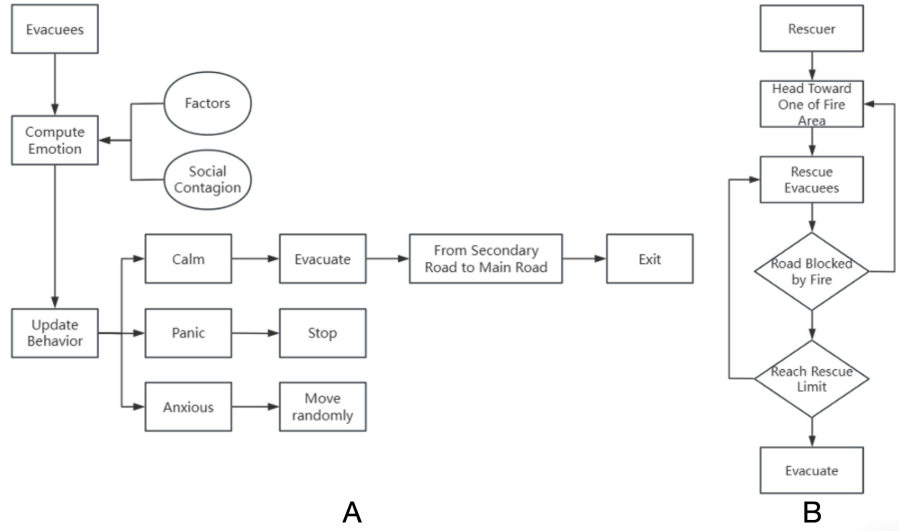 Evacuees
Compute
Emotion
Factors
Social
Contagion
Update
Behavior
Calm
Evacuate
From Secondary
Road to Main Road
Exit
Panic
Stop
Anxious
Move
randomly
A
Rescuer
Head Toward
One of Fire
Area
Rescue
Evacuees
Road Blocked
by Fire
Reach Rescue
Limit
Evacuate
B